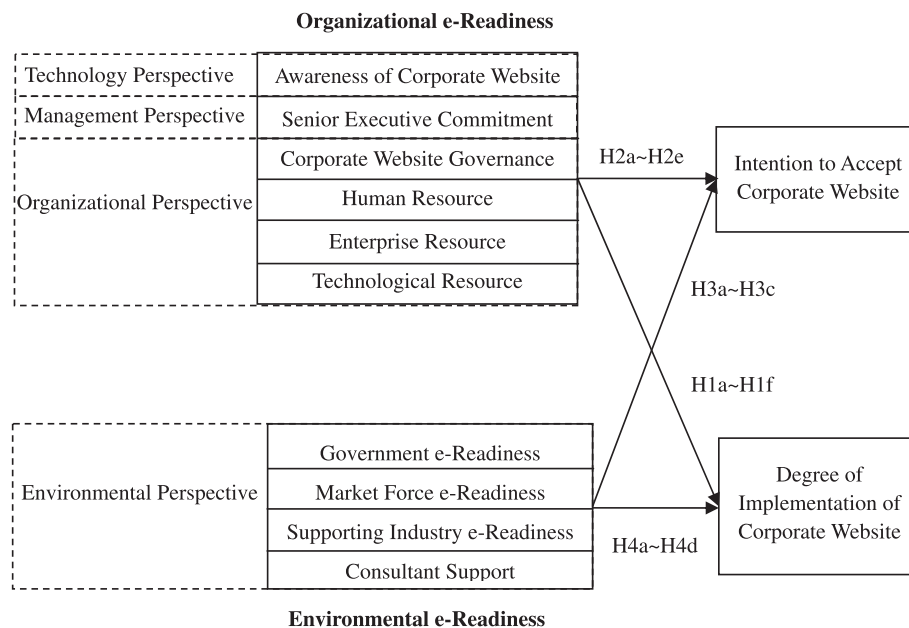 Organizational e-Readiness
Technology Perspective
Awareness of Corporate Website
Management Perspective
Senior Executive Commitment
Organizational Perspective
Corporate Website Governance
Human Resource
Enterprise Resource
Technological Resource
H2a~H2e
Intention to Accept
Corporate Website
H3a~H3c
H1a~H1f
Environmental Perspective
Government e-Readiness
Market Force e-Readiness
Supporting Industry e-Readiness
Consultant Support
H4a~H4d
Degree of
Implementation of
Corporate Website
Environmental e-Readiness